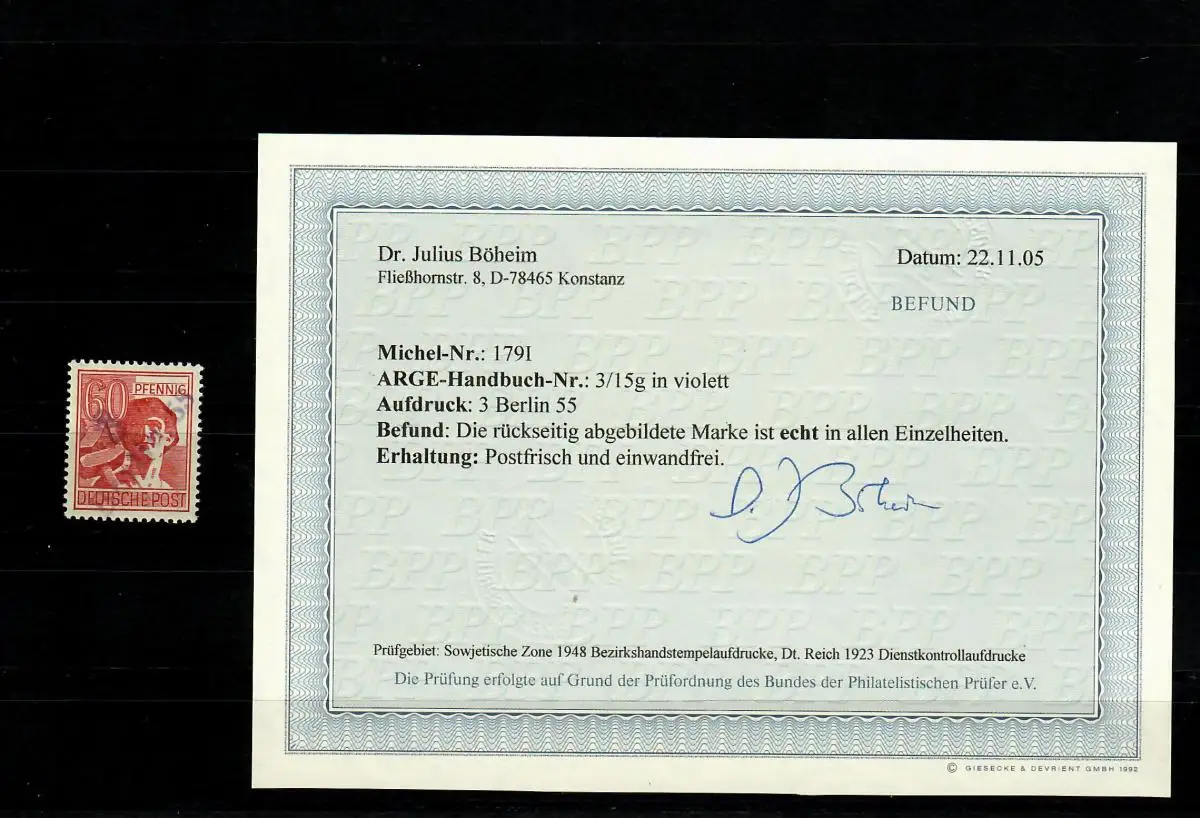 60
PFENNIG
DEUTSCHE POST
Dr. Julius Böheim
Fließhornstr. 8, D-78465 Konstanz
Datum: 22.11.05
BEFUND
Michel-Nr.: 179I
ARGE-Handbuch-Nr.: 3/15g in violett
Aufdruck: 3 Berlin 55
Befund: Die rückseitig abgebildete Marke ist echt in allen Einzelheiten.
Erhaltung: Postfrisch und einwandfrei.
D. J Böheim
Prüfgebiet: Sowjetische Zone 1948 Bezirkshandstempelaufdrucke, Dt. Reich 1923 Dienstkontrollaufdrucke
Die Prüfung erfolgte auf Grund der Prüfordnung des Bundes der Philatelistischen Prüfer e.V.
© GIESECKE & DEVRIENT GMBH 1992